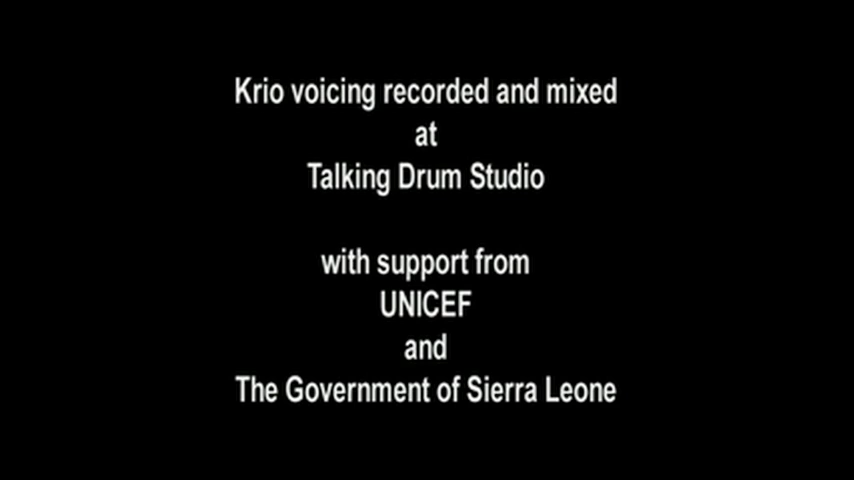 Krio voicing recorded and mixed
at
Talking Drum Studio
with support from
UNICEF
and
The Government of Sierra Leone